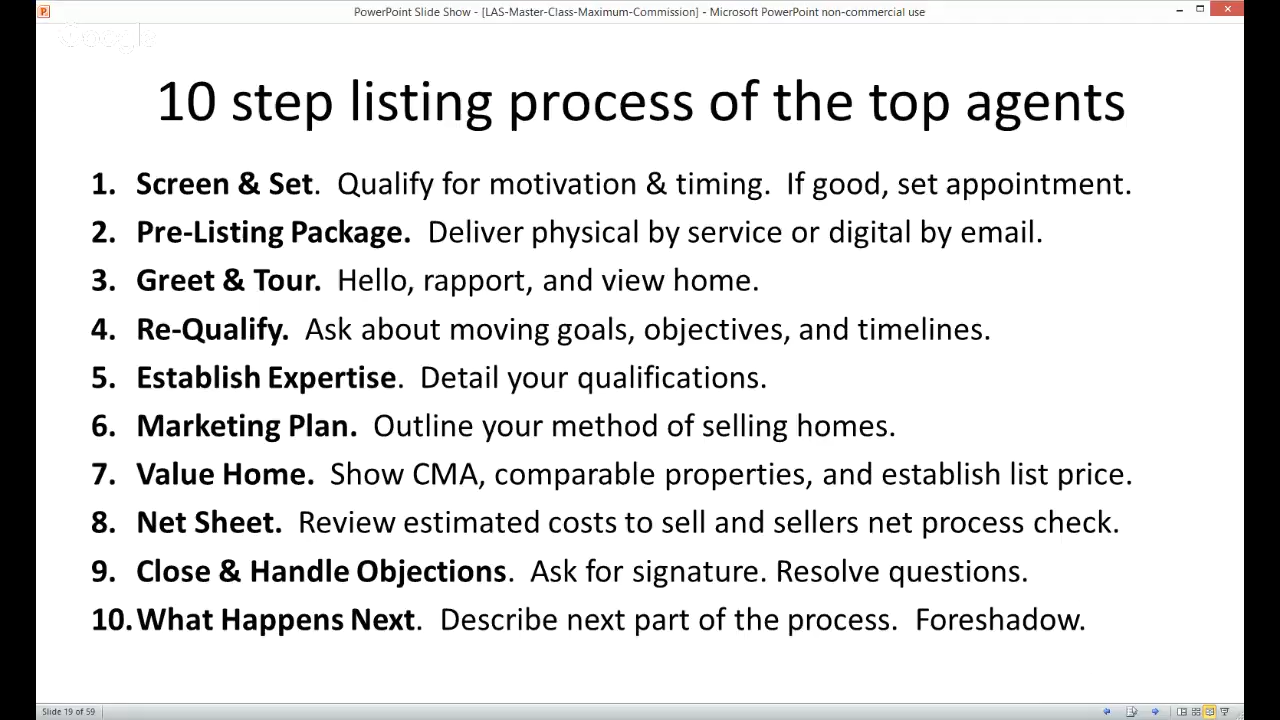 PowerPoint Slide Show - [LAS-Master-Class-Maximum-Commission] - Microsoft PowerPoint non-commercial use
Google
10 step listing process of the top agents
1. Screen & Set. Qualify for motivation & timing. If good, set appointment.
2. Pre-Listing Package. Deliver physical by service or digital by email.
3. Greet & Tour. Hello, rapport, and view home.
4. Re-Qualify. Ask about moving goals, objectives, and timelines.
5. Establish Expertise. Detail your qualifications.
6. Marketing Plan. Outline your method of selling homes.
7. Value Home. Show CMA, comparable properties, and establish list price.
8. Net Sheet. Review estimated costs to sell and sellers net process check.
9. Close & Handle Objections. Ask for signature. Resolve questions.
10. What Happens Next. Describe next part of the process. Foreshadow.
Slide 19 of 59